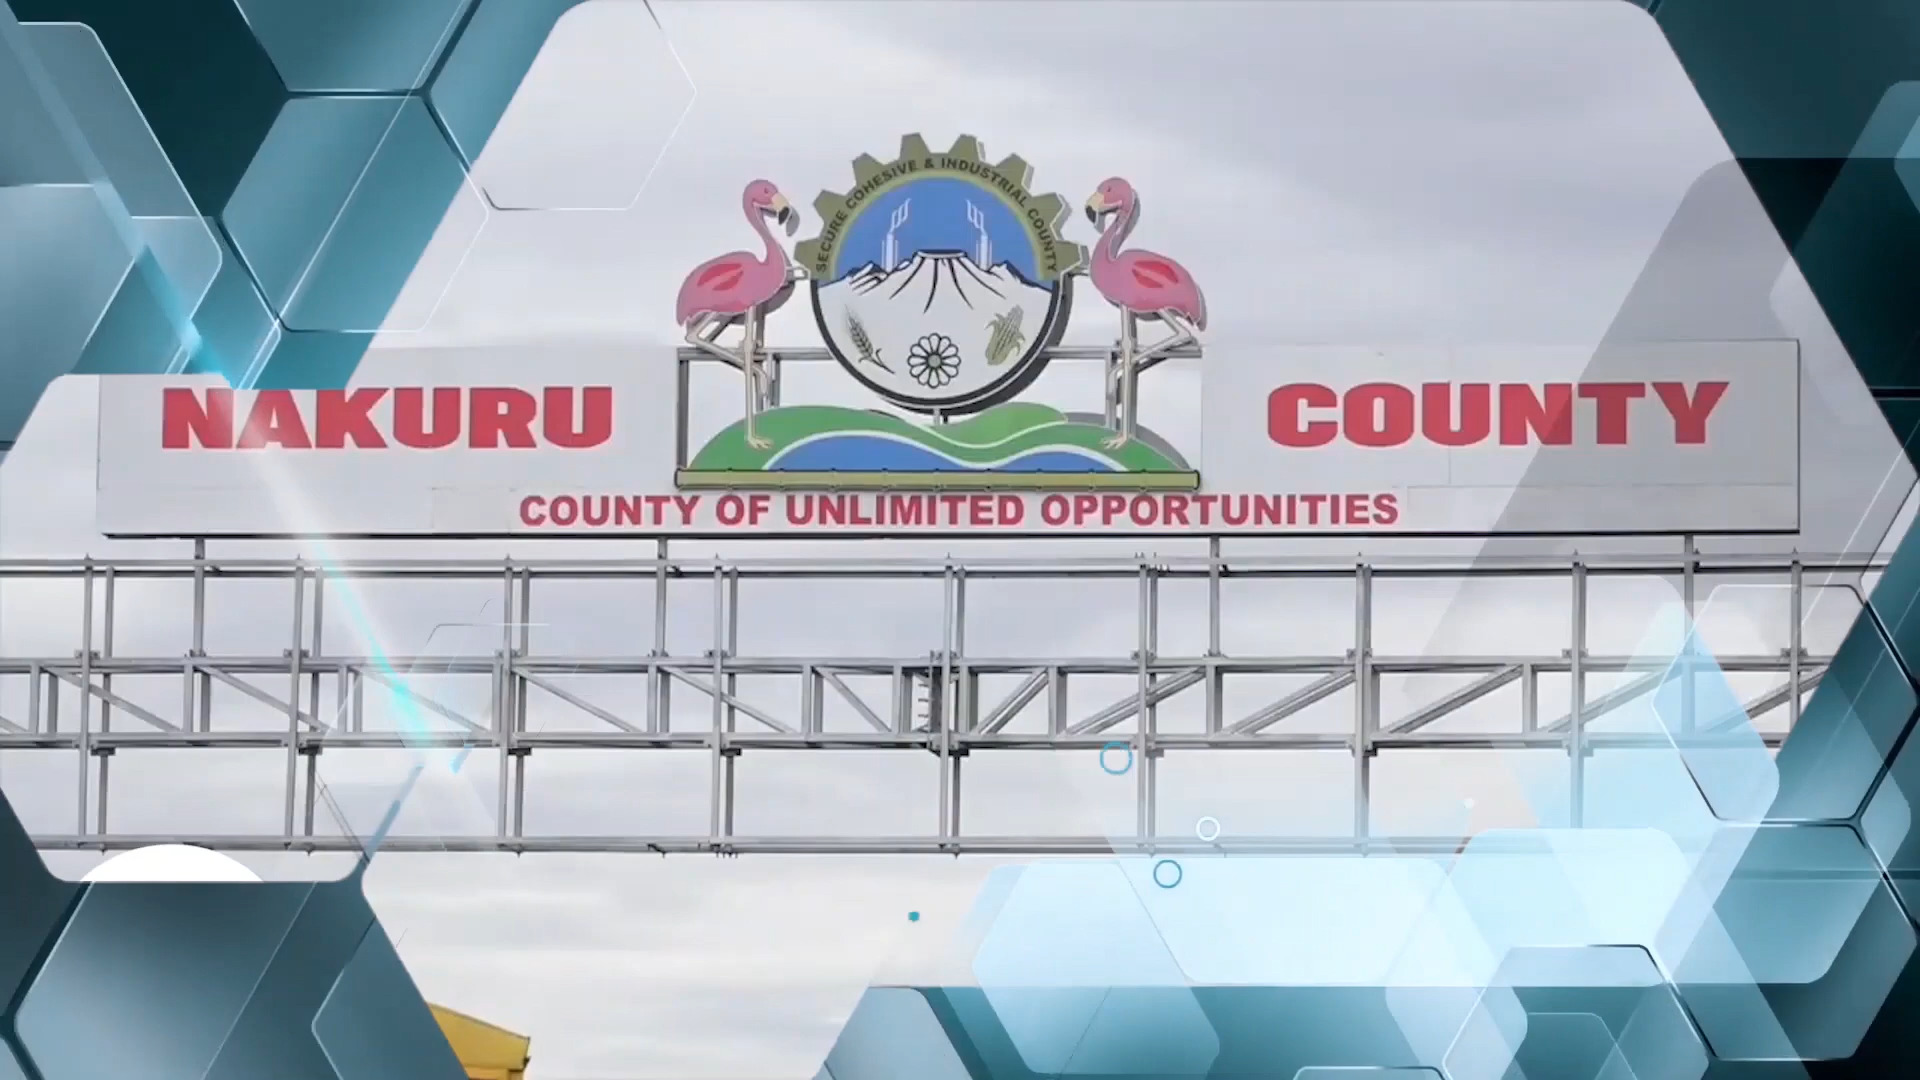 SECURE COHESIVE & INDUSTRIAL COUNTY
NAKURU COUNTY
COUNTY OF UNLIMITED OPPORTUNITIES